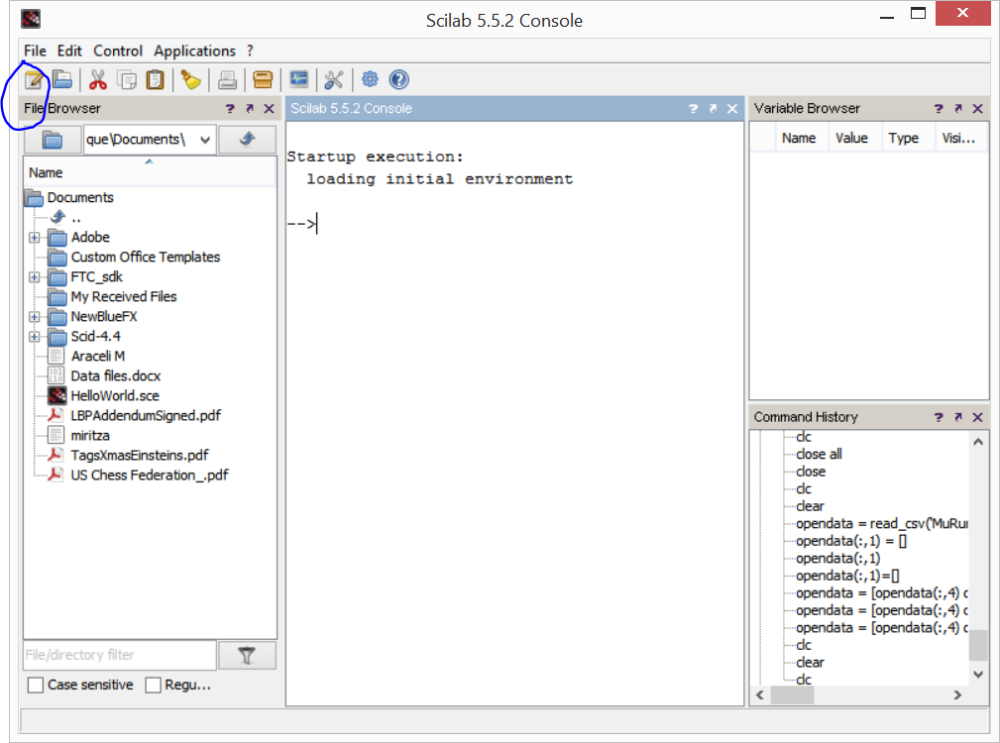 Scilab 5.5.2 Console
File Edit Control Applications ?
File Browser ?
Scilab 5.5.2 Console ?
Variable Browser ?
que\Documents\
Name
Name Value Type Visi...
Documents
..
Adobe
Custom Office Templates
FTC_sdk
My Received Files
NewBlueFX
Scid-4.4
Araceli M
Data files.docx
HelloWorld.sce
LBPAddendumSigned.pdf
miritza
TagsXmasEinsteins.pdf
US Chess Federation_.pdf
File/directory filter
Case sensitive Regu...
Startup execution:
loading initial environment
-->
Command History ?
clc
close all
close
clc
clear
opendata = read_csv('MuRur
opendata(:,1) = []
opendata(:,1)
opendata(:,1)=[]
opendata = [opendata(:,4) c
opendata = [opendata(:,4) c
opendata = [opendata(:,4) c
clc
clear
clc